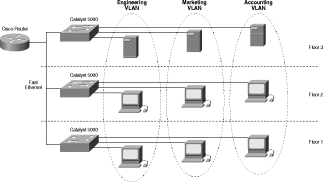 Engineering VLAN
Marketing VLAN
Accounting VLAN
Cisco Router
Catalyst 5000
Floor 3
Fast Ethernet
Catalyst 5000
Floor 2
Catalyst 5000
Floor 1